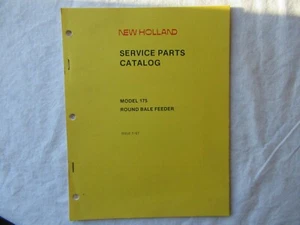 NEW HOLLAND
SERVICE PARTS
CATALOG
MODEL 175
ROUND BALE FEEDER